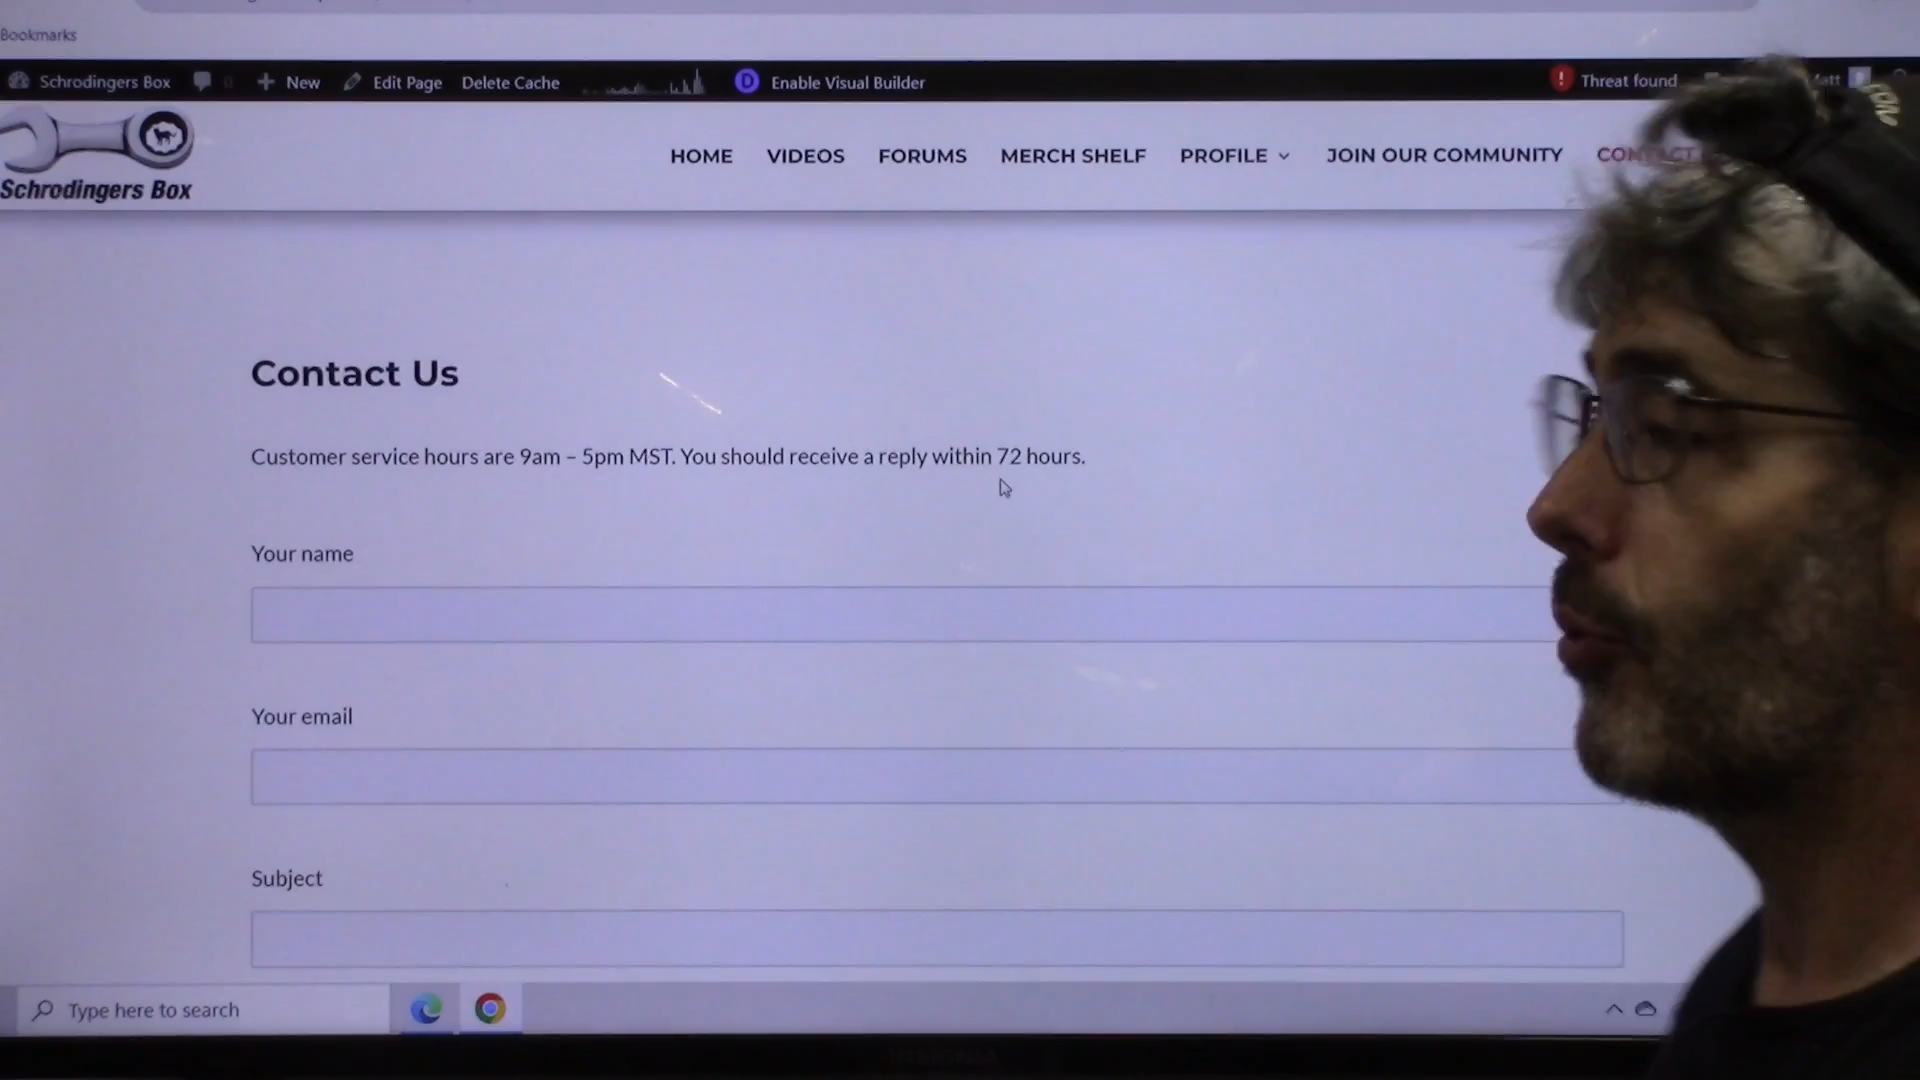 Bookmarks
Schrodingers Box 0 New Edit Page Delete Cache Enable Visual Builder Threat found
Schrodingers Box
HOME VIDEOS FORUMS MERCH SHELF PROFILE JOIN OUR COMMUNITY CONTACT
Contact Us
Customer service hours are 9am – 5pm MST. You should receive a reply within 72 hours.
Your name
Your email
Subject
Type here to search